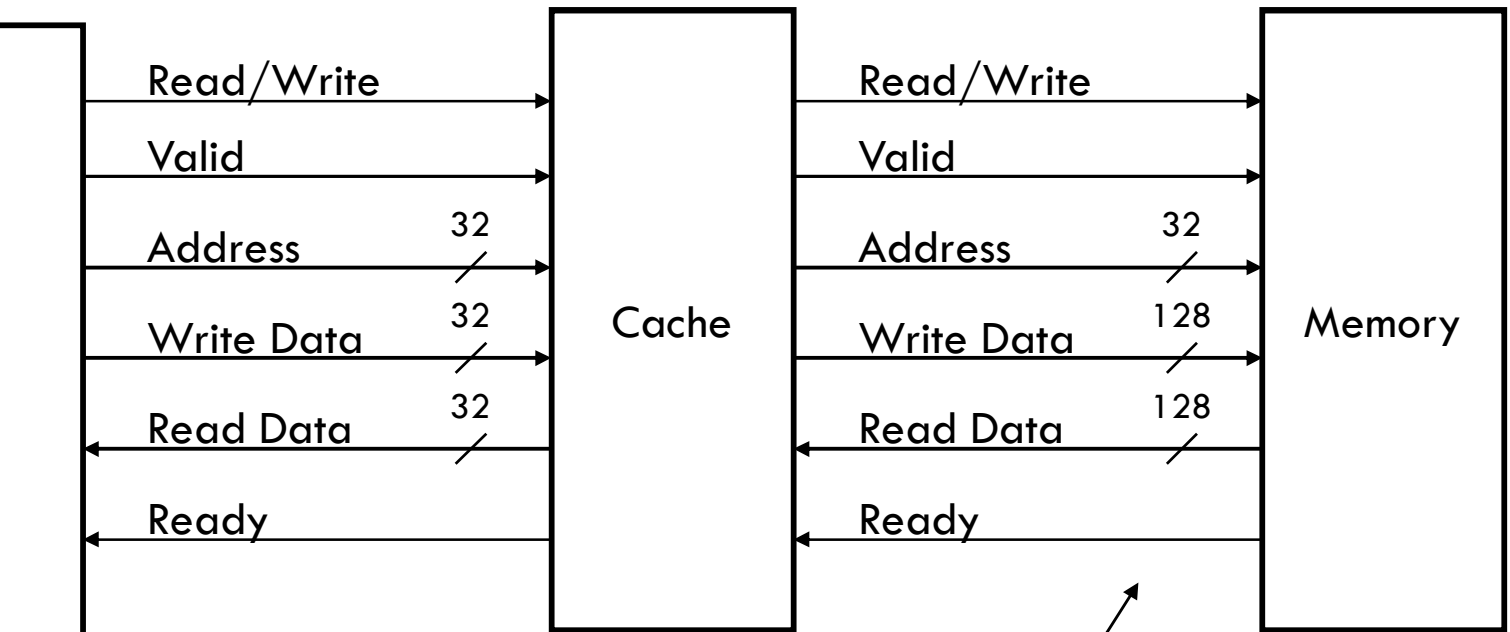 Read/Write
Valid
Address 32
Write Data 32
Read Data 32
Ready
Cache
Read/Write
Valid
Address 32
Write Data 128
Read Data 128
Ready
Memory